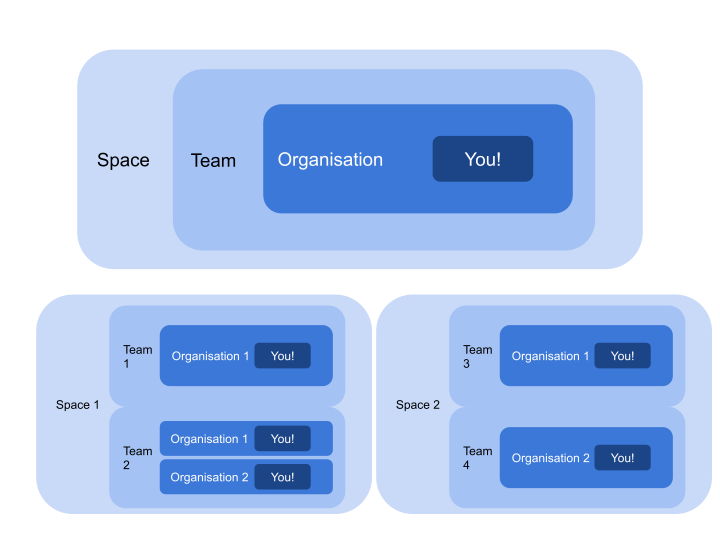 Space
Team
Organisation
You!
Space 1
Team
1
Organisation 1
You!
Team
2
Organisation 1
You!
Organisation 2
You!
Space 2
Team
3
Organisation 1
You!
Team
4
Organisation 2
You!